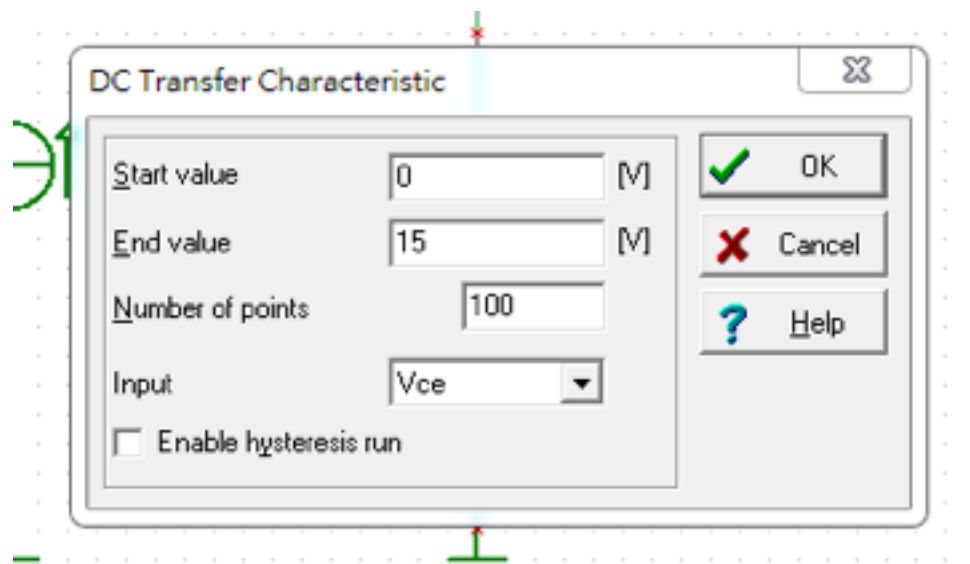 DC Transfer Characteristic
Start value 0 [V]
End value 15 [V]
Number of points 100
Input Vce
Enable hysteresis run
OK
Cancel
? Help